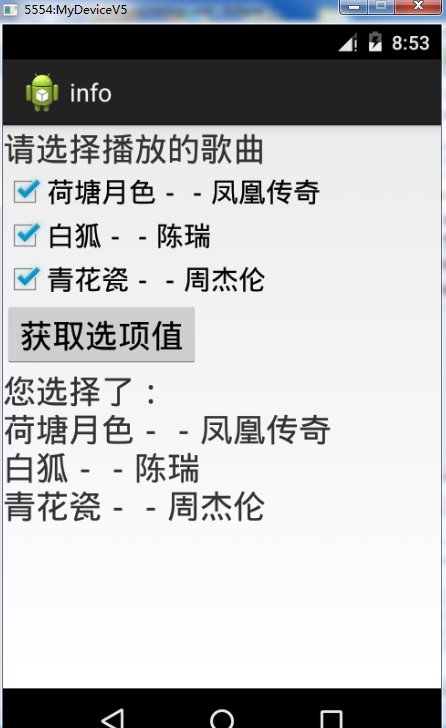 5554:MyDeviceV5
8:53
info
请选择播放的歌曲
荷塘月色 - - 凤凰传奇
白狐 - - 陈瑞
青花瓷 - - 周杰伦
获取选项值
您选择了：
荷塘月色 - - 凤凰传奇
白狐 - - 陈瑞
青花瓷 - - 周杰伦